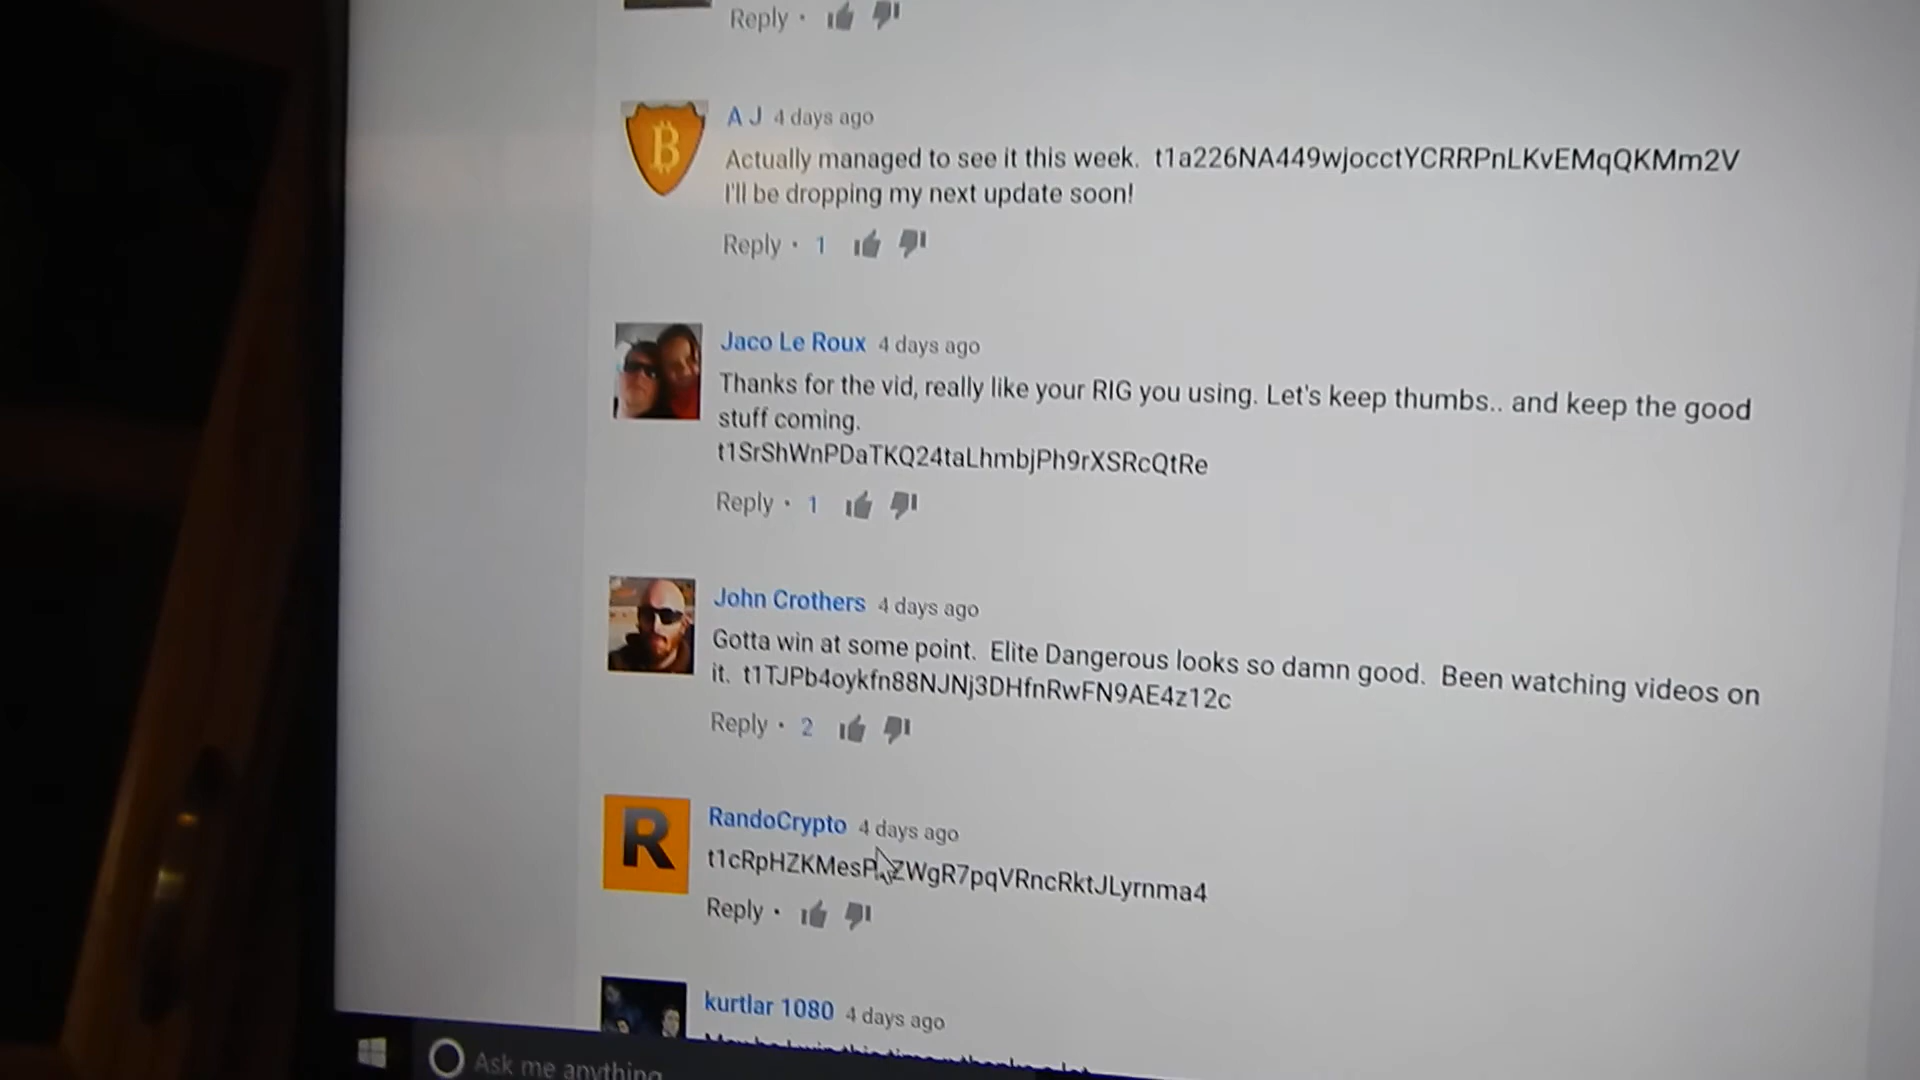 Reply •
A J 4 days ago
Actually managed to see it this week. t1a226NA449wjocctYCRRPnLKvEMqQKMm2V
I'll be dropping my next update soon!
Reply • 1
Jaco Le Roux 4 days ago
Thanks for the vid, really like your RIG you using. Let's keep thumbs.. and keep the good
stuff coming.
t1SrShWnPDaTKQ24taLhmbjPh9rXSRcQtRe
Reply • 1
John Crothers 4 days ago
Gotta win at some point. Elite Dangerous looks so damn good. Been watching videos on
it. t1TJPb4oykfn88NJNj3DHfnRwFN9AE4z12c
Reply • 2
R
RandoCrypto 4 days ago
Reply •
kurtlar 1080 4 days ago
Ask me anything